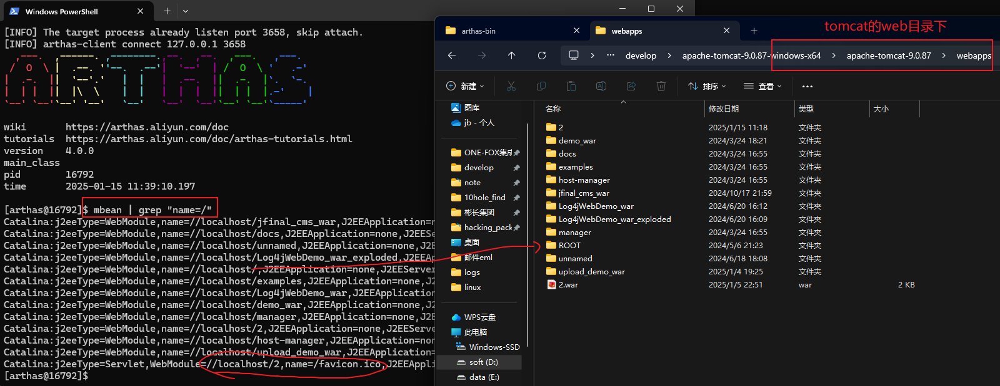 Windows PowerShell
[INFO] The target process already listen port 3658, skip attach.
[INFO] arthas-client connect 127.0.0.1 3658
ARTHAS
wiki https://arthas.aliyun.com/doc
tutorials https://arthas.aliyun.com/doc/arthas-tutorials.html
version 4.0.0
main_class
pid 16792
time 2025-01-15 11:39:10.197
[arthas@16792]$ mbean | grep "name=/"
Catalina:j2eeType=WebModule,name=//localhost/jfinal_cms_war,J2EEApplication=n
Catalina:j2eeType=WebModule,name=//localhost/docs,J2EEApplication=none,J2EESe
Catalina:j2eeType=WebModule,name=//localhost/unnamed,J2EEApplication=none,J2E
Catalina:j2eeType=WebModule,name=//localhost/Log4jWebDemo_war_exploded,J2EEAp
Catalina:j2eeType=WebModule,name=//localhost/,J2EEApplication=none,J2EEServer
Catalina:j2eeType=WebModule,name=//localhost/examples,J2EEApplication=none,J2
Catalina:j2eeType=WebModule,name=//localhost/Log4jWebDemo_war,J2EEApplication
Catalina:j2eeType=WebModule,name=//localhost/demo_war,J2EEApplication=none,J2
Catalina:j2eeType=WebModule,name=//localhost/manager,J2EEApplication=none,J2E
Catalina:j2eeType=WebModule,name=//localhost/2,J2EEApplication=none,J2EEServe
Catalina:j2eeType=WebModule,name=//localhost/host-manager,J2EEApplication=non
Catalina:j2eeType=WebModule,name=//localhost/upload_demo_war,J2EEApplication=
Catalina:j2eeType=Servlet,WebModule=//localhost/2,name=/favicon.ico,J2EEAppli
[arthas@16792]$
arthas-bin
webapps
tomcat的web目录下
develop
apache-tomcat-9.0.87-windows-x64
apache-tomcat-9.0.87
webapps
新建
排序
查看
图库
jb - 个人
ONE-FOX集成
develop
note
10hole_find
彬长集团
hacking_pack
桌面
邮件eml
logs
linux
WPS云盘
此电脑
Windows-SSD
soft (D:)
data (E:)
名称 修改日期 类型 大小
2 2025/1/15 11:18 文件夹
demo_war 2024/3/24 18:21 文件夹
docs 2024/3/24 16:55 文件夹
examples 2024/3/24 16:55 文件夹
host-manager 2024/3/24 16:55 文件夹
jfinal_cms_war 2024/10/17 21:59 文件夹
Log4jWebDemo_war 2024/6/20 16:12 文件夹
Log4jWebDemo_war_exploded 2024/6/20 16:09 文件夹
manager 2024/3/24 16:55 文件夹
ROOT 2024/5/6 21:23 文件夹
unnamed 2024/6/18 18:08 文件夹
upload_demo_war 2025/1/4 19:25 文件夹
2.war 2025/1/5 22:51 war 2 KB